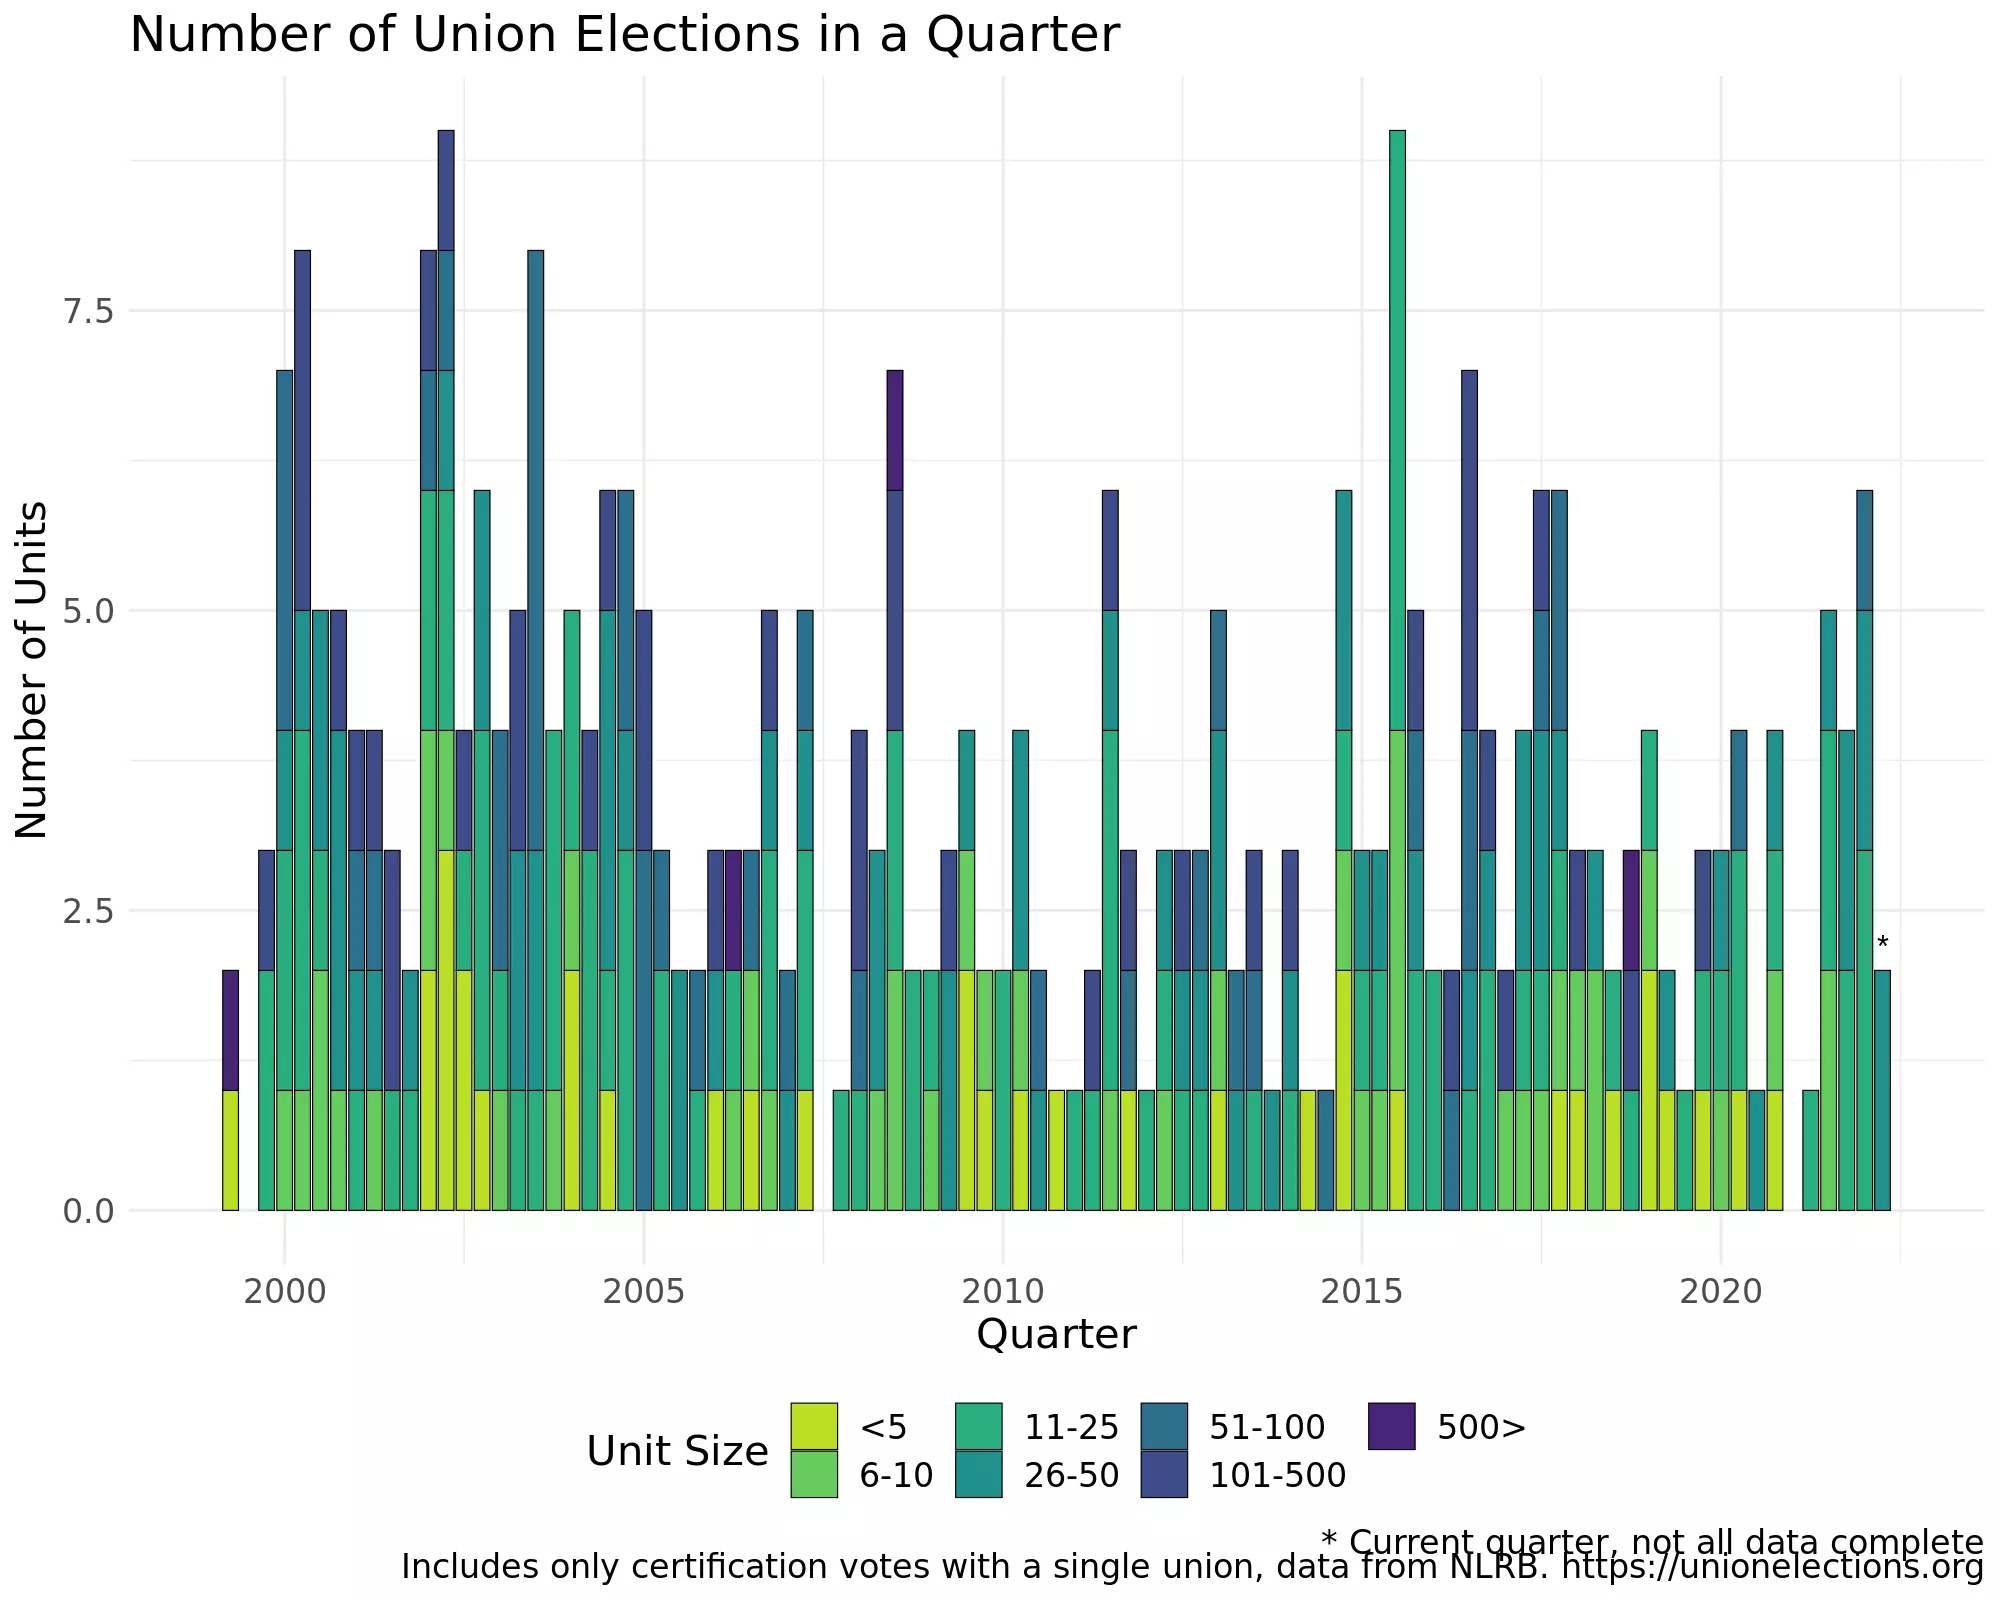 Number of Union Elections in a Quarter
Number of Units
7.5
5.0
2.5
0.0
*
2000 2005 2010 2015 2020
Quarter
Unit Size
<5 11-25 51-100 500>
6-10 26-50 101-500
* Current quarter, not all data complete
Includes only certification votes with a single union, data from NLRB. https://unionelections.org